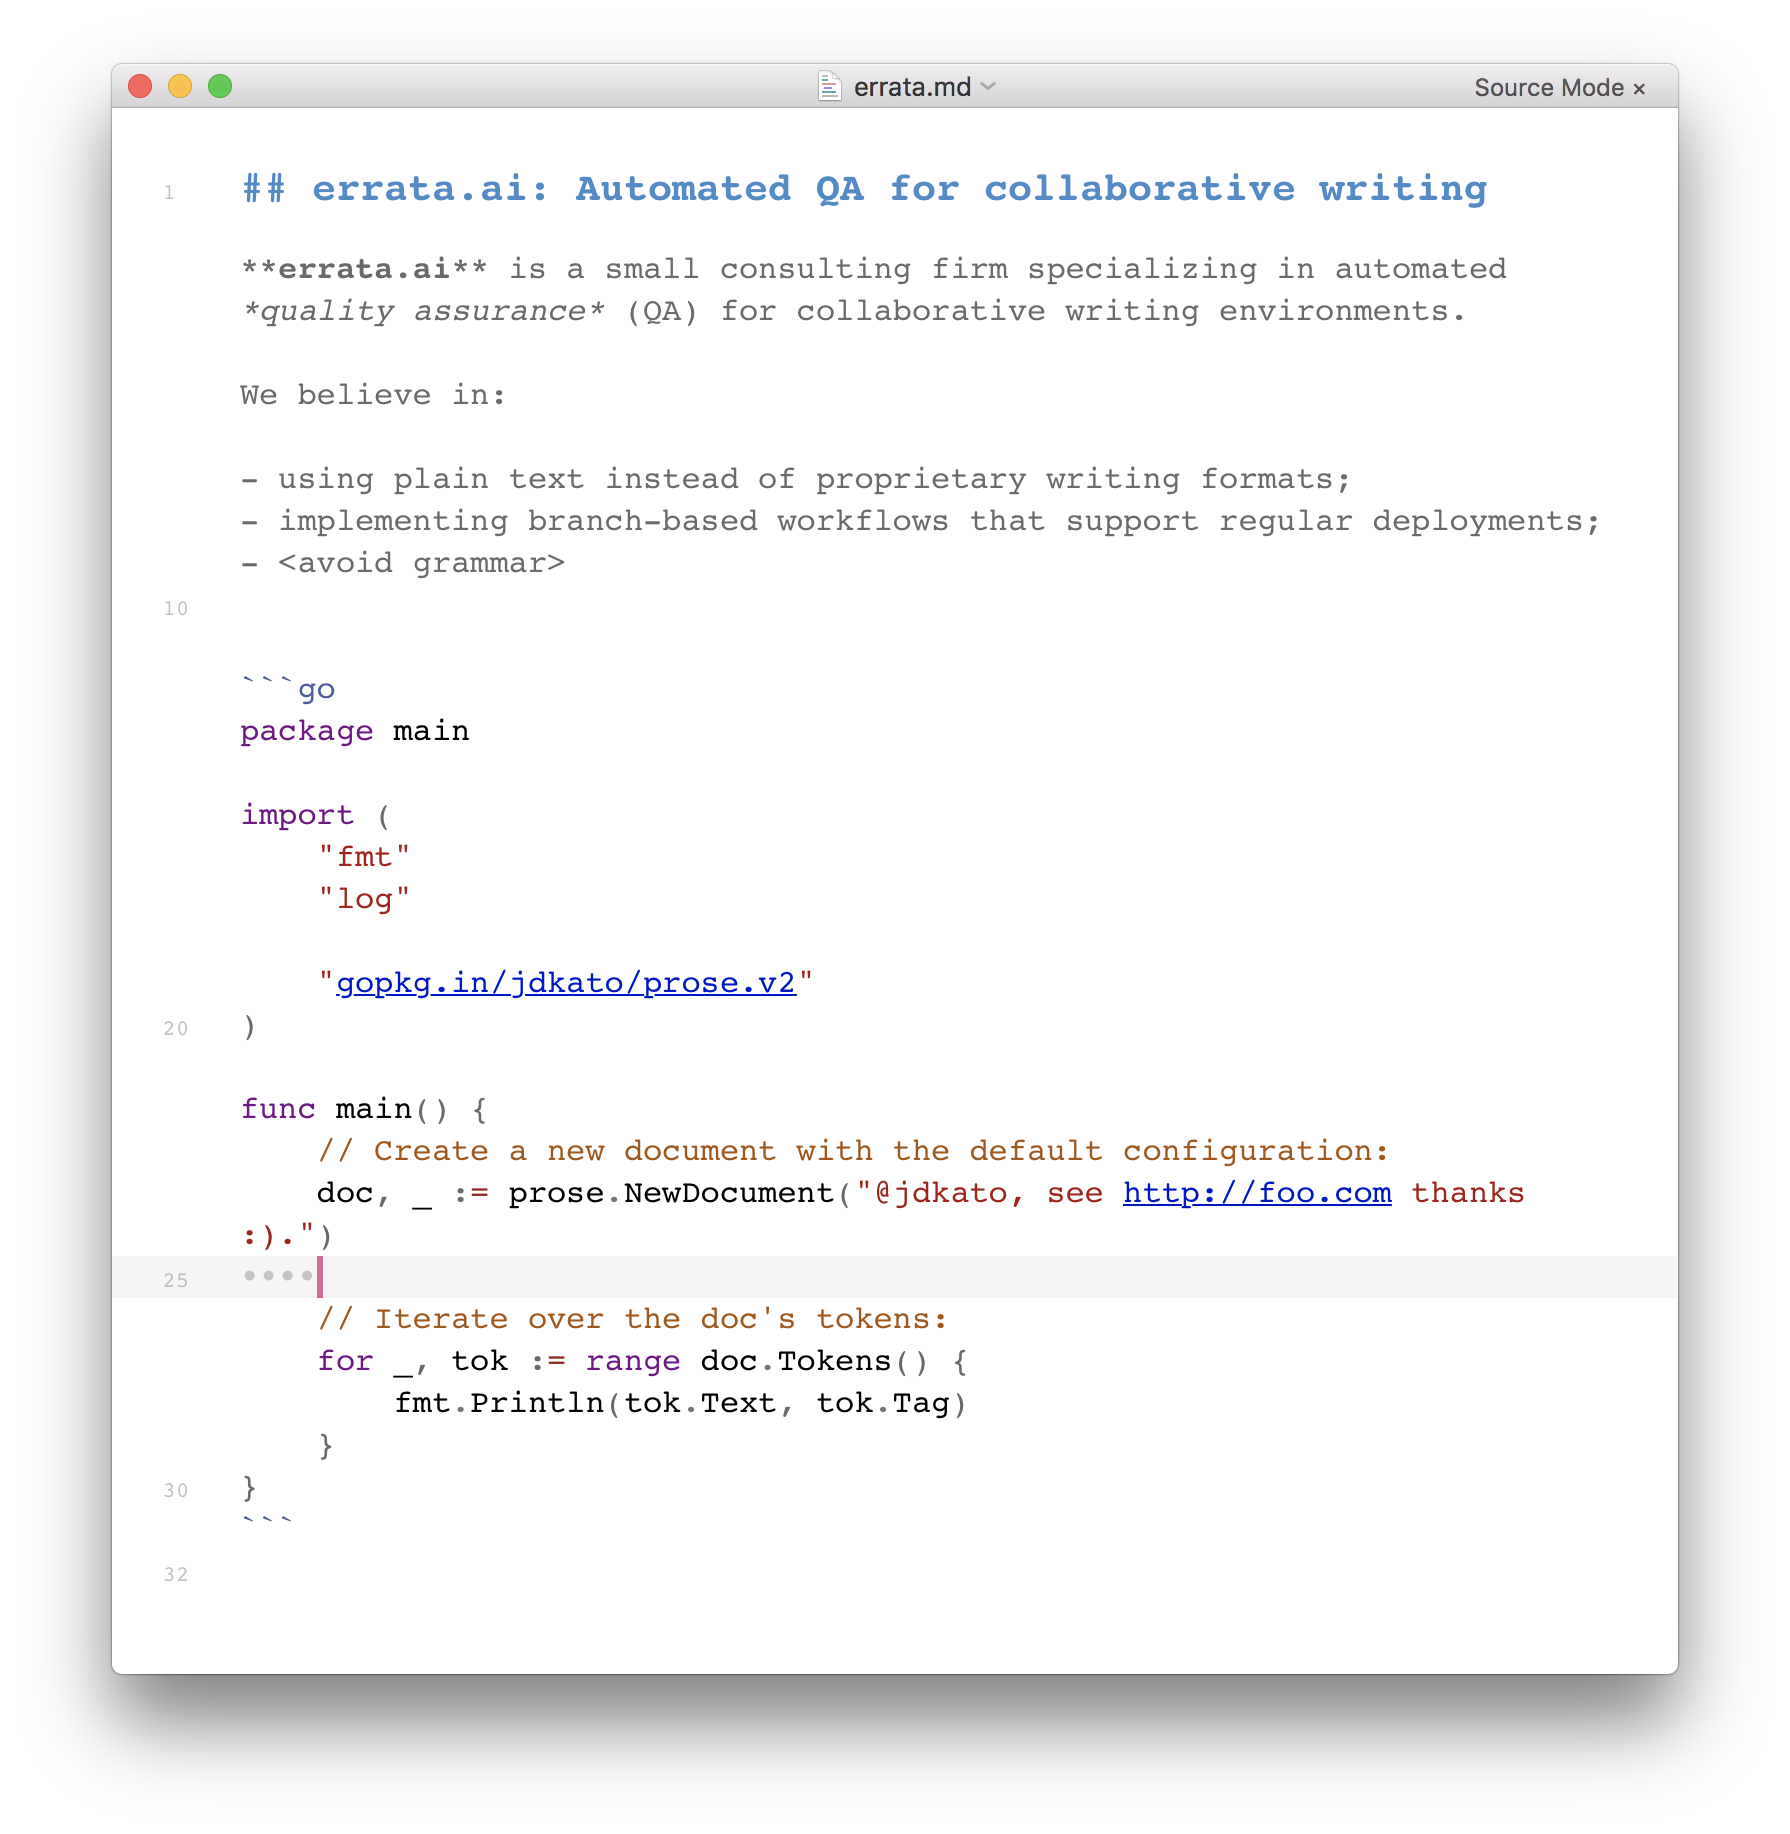 errata.md
Source Mode ×
1 ## errata.ai: Automated QA for collaborative writing
**errata.ai** is a small consulting firm specializing in automated
*quality assurance* (QA) for collaborative writing environments.
We believe in:
- using plain text instead of proprietary writing formats;
- implementing branch-based workflows that support regular deployments;
- <avoid grammar>
10
```go
package main
import (
    "fmt"
    "log"
    "gopkg.in/jdkato/prose.v2"
20 )
func main() {
    // Create a new document with the default configuration:
    doc, _ := prose.NewDocument("@jdkato, see http://foo.com thanks
:).")
25 ••••
    // Iterate over the doc's tokens:
    for _, tok := range doc.Tokens() {
        fmt.Println(tok.Text, tok.Tag)
    }
30 }
```
32